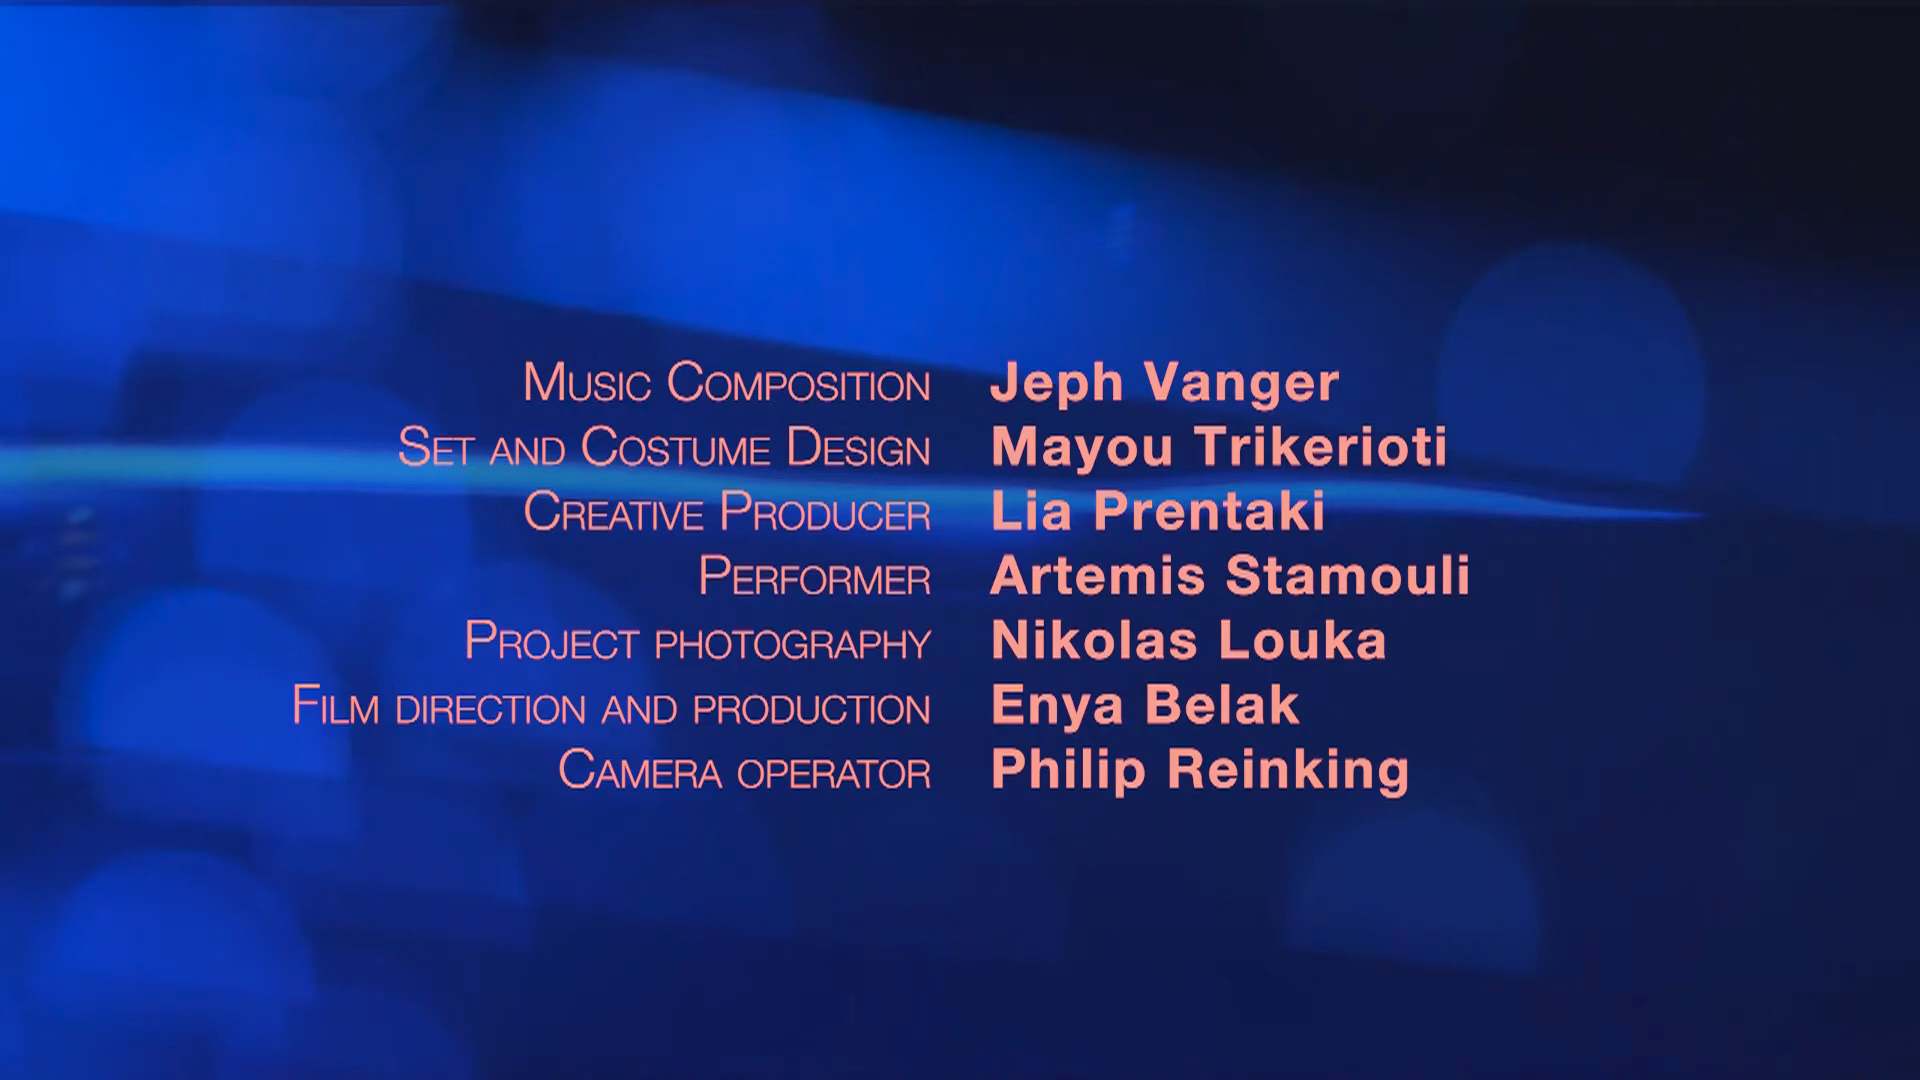 Music Composition Jeph Vanger
Set and Costume Design Mayou Trikerioti
Creative Producer Lia Prentaki
Performer Artemis Stamouli
Project photography Nikolas Louka
Film direction and production Enya Belak
Camera operator Philip Reinking